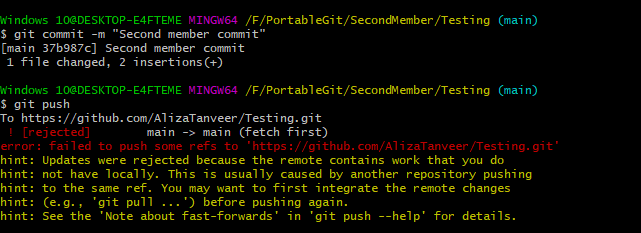 Windows 10@DESKTOP-E4FTEME MINGW64 /F/PortableGit/SecondMember/Testing (main)
$ git commit -m "Second member commit"
[main 37b987c] Second member commit
 1 file changed, 2 insertions(+)

Windows 10@DESKTOP-E4FTEME MINGW64 /F/PortableGit/SecondMember/Testing (main)
$ git push
To https://github.com/AlizaTanveer/Testing.git
 ! [rejected]        main -> main (fetch first)
error: failed to push some refs to 'https://github.com/AlizaTanveer/Testing.git'
hint: Updates were rejected because the remote contains work that you do
hint: not have locally. This is usually caused by another repository pushing
hint: to the same ref. You may want to first integrate the remote changes
hint: (e.g., 'git pull ...') before pushing again.
hint: See the 'Note about fast-forwards' in 'git push --help' for details.